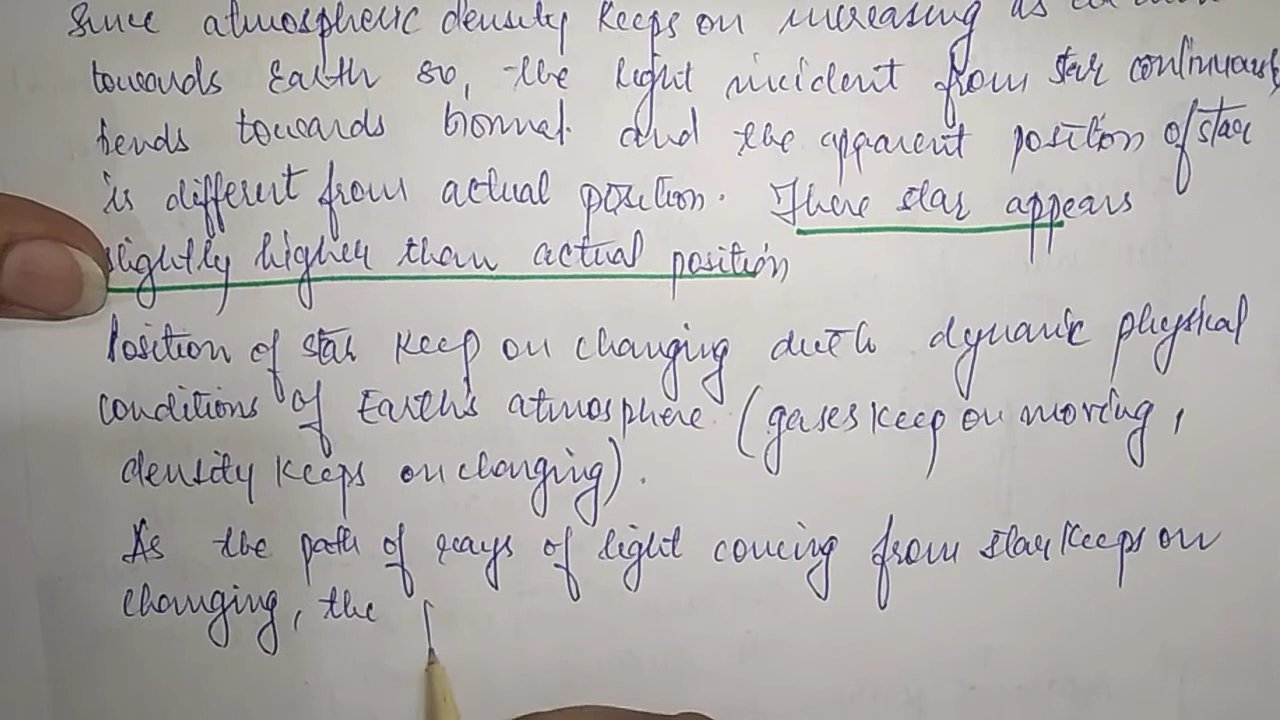 Since atmospheric density keeps on increasing as
towards Earth so, the light incident from star continuous
bends towards normal and the apparent position of star
is different from actual position. There star appears
slightly higher than actual position
Position of star keep on changing due to dynamic physical
conditions of Earth's atmosphere (gases keep on moving,
density keeps on changing).
As the path of rays of light coming from star keeps on
changing, the